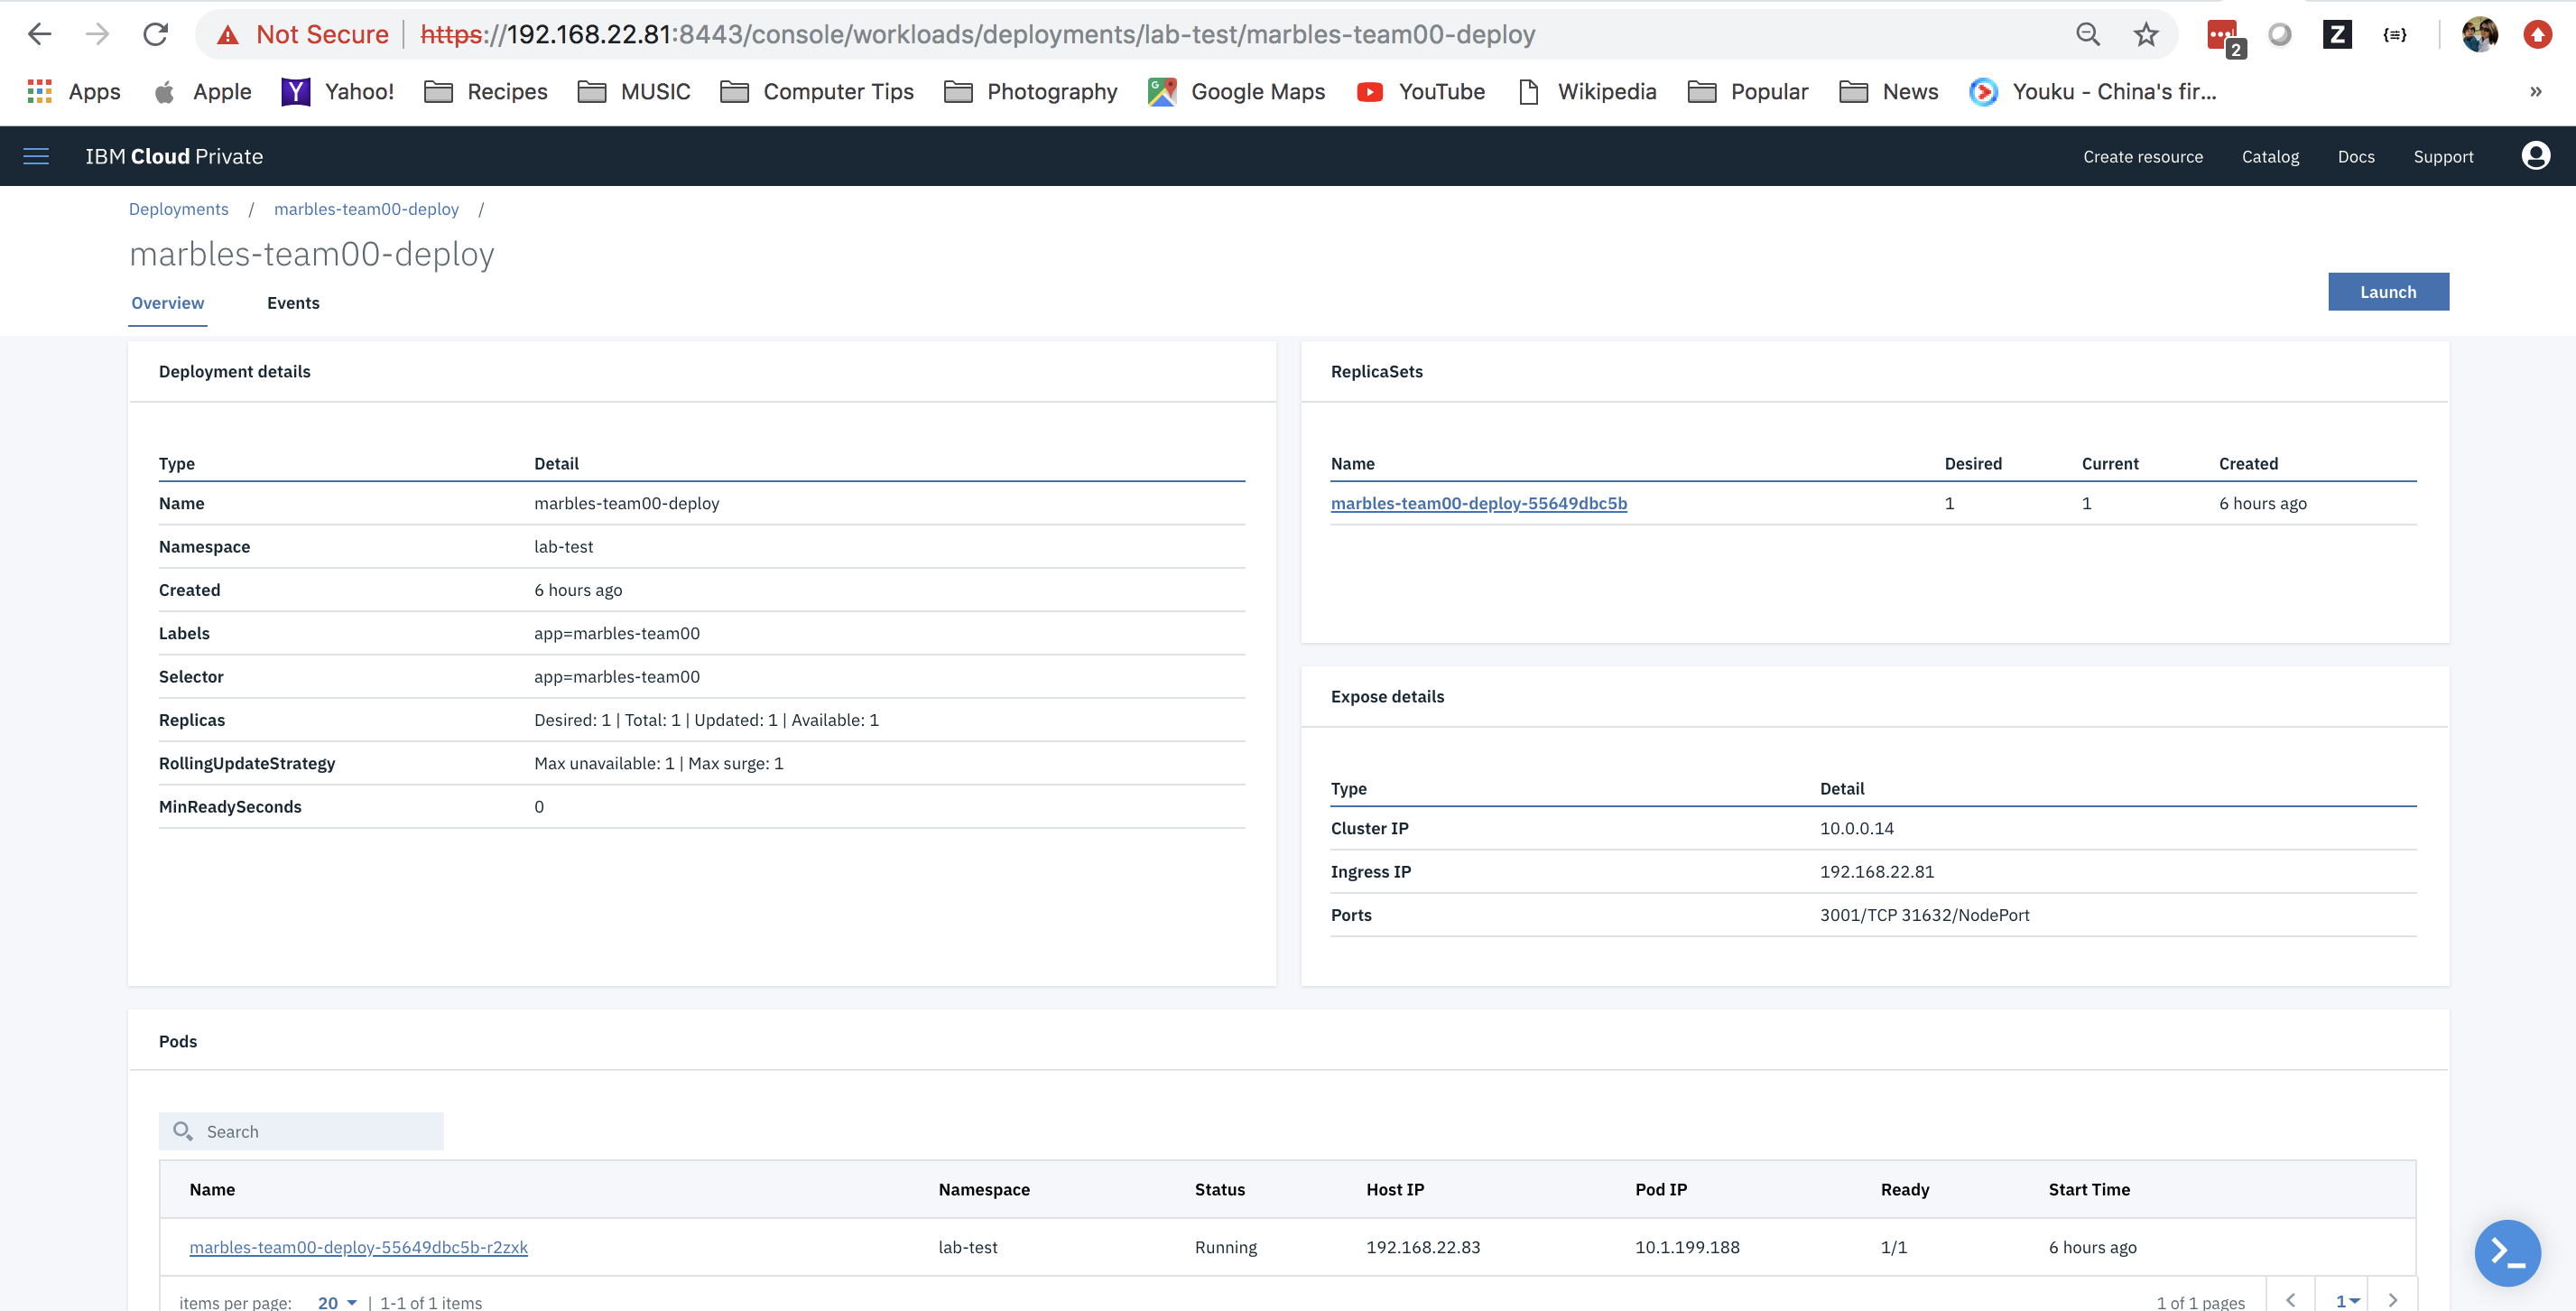 Not Secure | https://192.168.22.81:8443/console/workloads/deployments/lab-test/marbles-team00-deploy
2
Z
Apps Apple Yahoo! Recipes MUSIC Computer Tips Photography Google Maps YouTube Wikipedia Popular News Youku - China's fir... »
IBM Cloud Private Create resource Catalog Docs Support
Deployments / marbles-team00-deploy /
marbles-team00-deploy
Overview Events
Launch
Deployment details
Type Detail
Name marbles-team00-deploy
Namespace lab-test
Created 6 hours ago
Labels app=marbles-team00
Selector app=marbles-team00
Replicas Desired: 1 | Total: 1 | Updated: 1 | Available: 1
RollingUpdateStrategy Max unavailable: 1 | Max surge: 1
MinReadySeconds 0
ReplicaSets
Name Desired Current Created
marbles-team00-deploy-55649dbc5b 1 1 6 hours ago
Expose details
Type Detail
Cluster IP 10.0.0.14
Ingress IP 192.168.22.81
Ports 3001/TCP 31632/NodePort
Pods
Search
Name Namespace Status Host IP Pod IP Ready Start Time
marbles-team00-deploy-55649dbc5b-r2zxk lab-test Running 192.168.22.83 10.1.199.188 1/1 6 hours ago
items per page: 20 | 1-1 of 1 items 1 of 1 pages 1